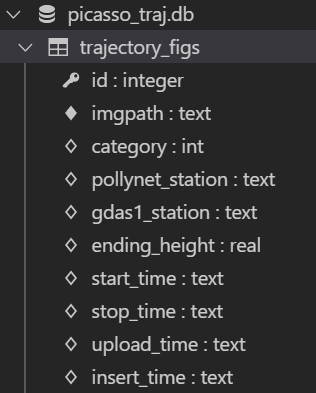 picasso_traj.db
trajectory_figs
id : integer
imgpath : text
category : int
pollynet_station : text
gdas1_station : text
ending_height : real
start_time : text
stop_time : text
upload_time : text
insert_time : text